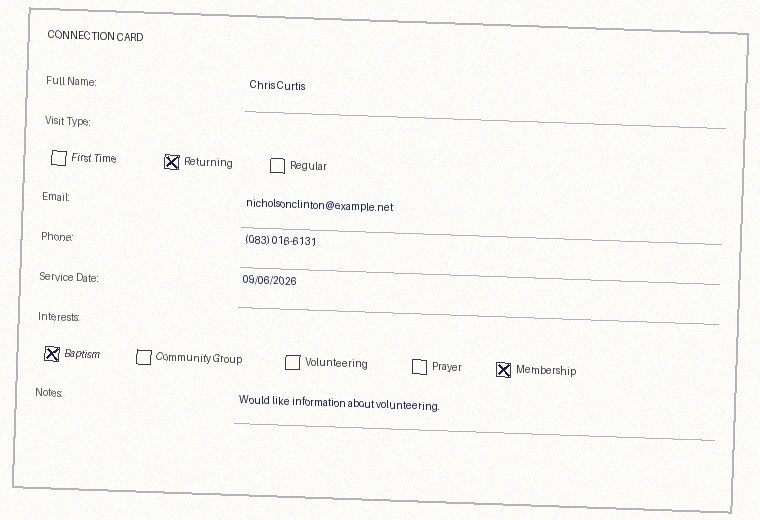 CONNECTION CARD
Full Name: Chris Curtis
Visit Type:
First Time Returning Regular
Email: nicholsonclinton@example.net
Phone: (083) 016-6131
Service Date: 09/06/2026
Interests:
Baptism Community Group Volunteering Prayer Membership
Notes: Would like information about volunteering.